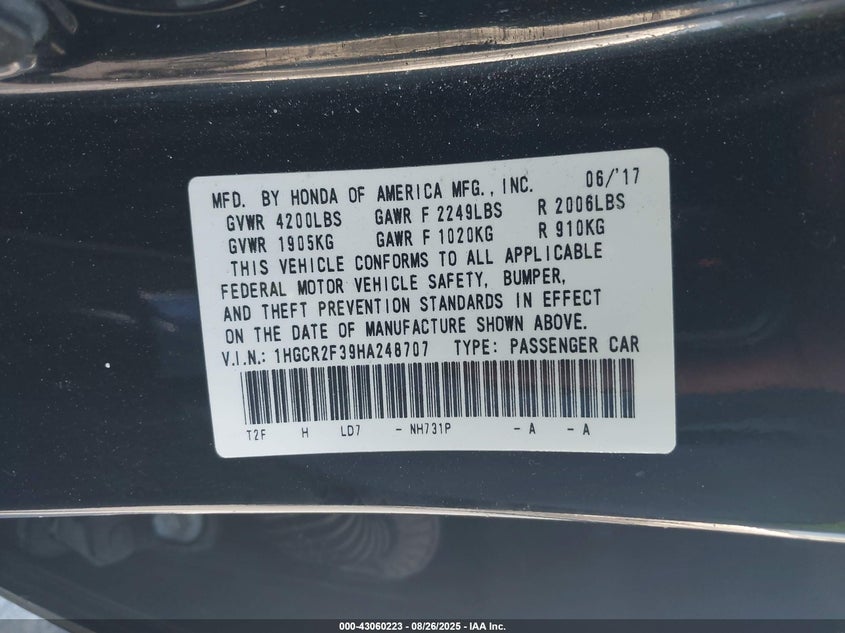 MFD. BY HONDA OF AMERICA MFG., INC. 06/'17
GVWR 4200LBS GAWR F 2249LBS R 2006LBS
GVWR 1905KG GAWR F 1020KG R 910KG
THIS VEHICLE CONFORMS TO ALL APPLICABLE
FEDERAL MOTOR VEHICLE SAFETY, BUMPER,
AND THEFT PREVENTION STANDARDS IN EFFECT
ON THE DATE OF MANUFACTURE SHOWN ABOVE.
V.I.N.: 1HGCR2F39HA248707 TYPE: PASSENGER CAR
T2F H LD7 - NH731P - A - A
000-43060223 - 08/26/2025 - IAA Inc.